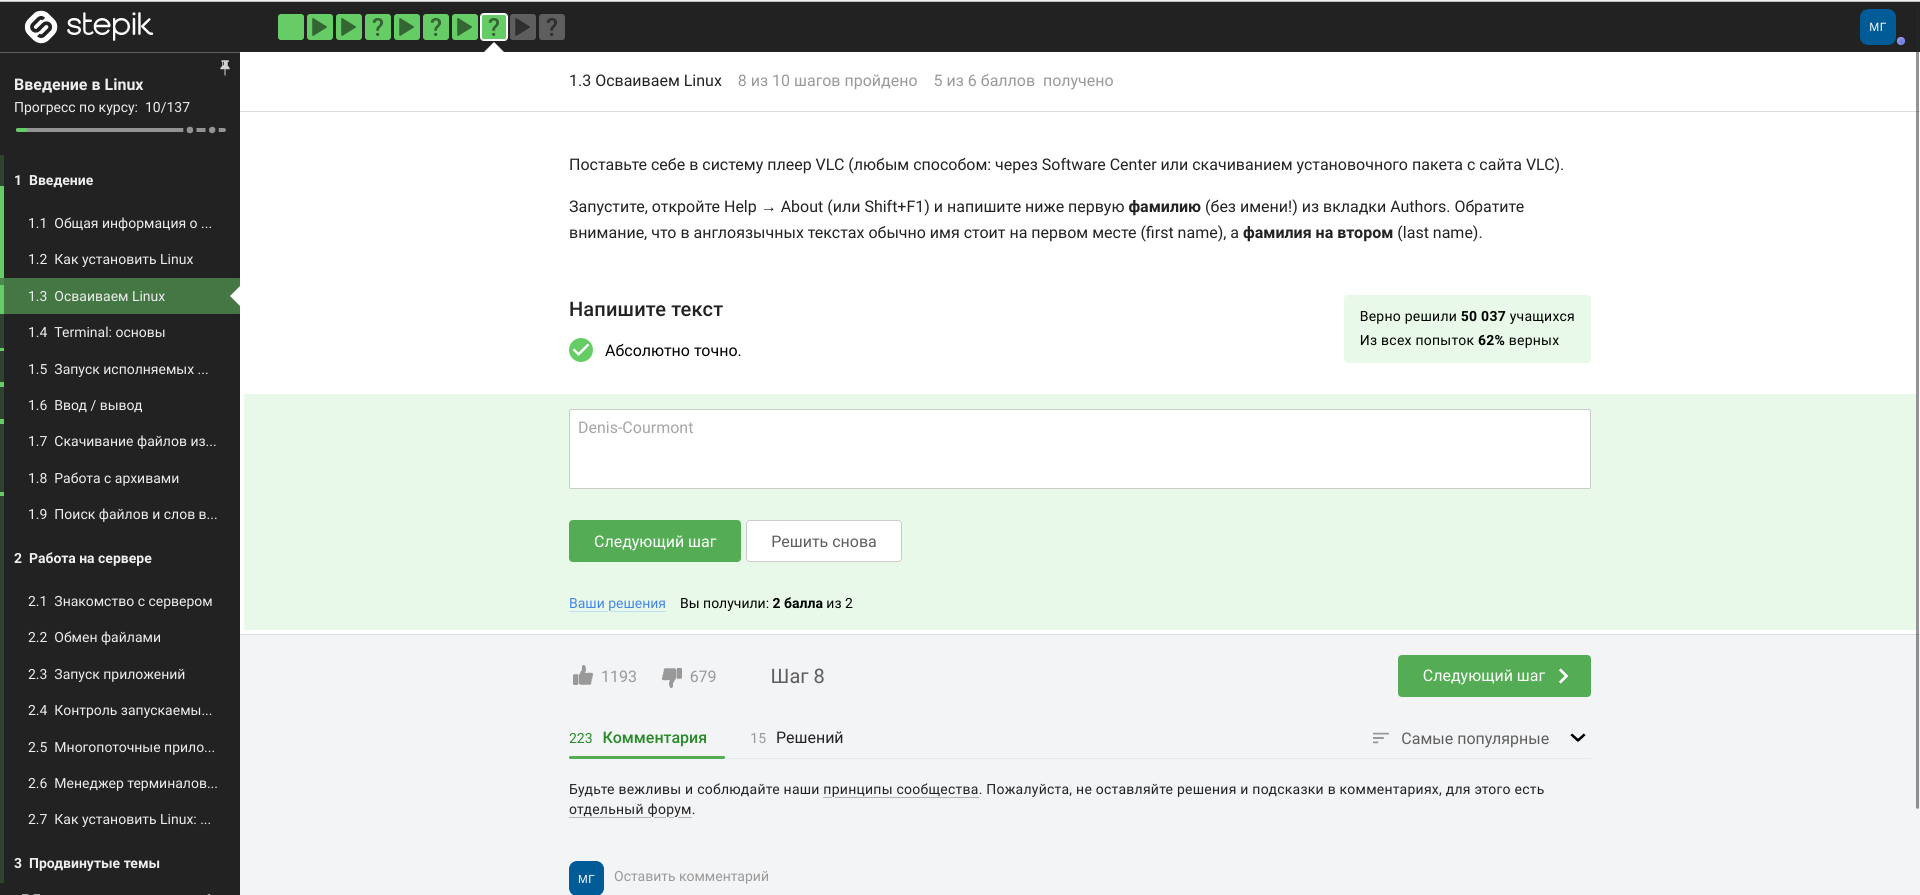 stepik
?
?
?
?
МГ
Введение в Linux
Прогресс по курсу: 10/137
1 Введение
1.1 Общая информация о ...
1.2 Как установить Linux
1.3 Осваиваем Linux
1.4 Terminal: основы
1.5 Запуск исполняемых ...
1.6 Ввод / вывод
1.7 Скачивание файлов из...
1.8 Работа с архивами
1.9 Поиск файлов и слов в...
2 Работа на сервере
2.1 Знакомство с сервером
2.2 Обмен файлами
2.3 Запуск приложений
2.4 Контроль запускаемы...
2.5 Многопоточные прило...
2.6 Менеджер терминалов...
2.7 Как установить Linux: ...
3 Продвинутые темы
1.3 Осваиваем Linux 8 из 10 шагов пройдено 5 из 6 баллов получено
Поставьте себе в систему плеер VLC (любым способом: через Software Center или скачиванием установочного пакета с сайта VLC).
Запустите, откройте Help → About (или Shift+F1) и напишите ниже первую фамилию (без имени!) из вкладки Authors. Обратите
внимание, что в англоязычных текстах обычно имя стоит на первом месте (first name), а фамилия на втором (last name).
Напишите текст
Абсолютно точно.
Верно решили 50 037 учащихся
Из всех попыток 62% верных
Denis-Courmont
Следующий шаг
Решить снова
Ваши решения Вы получили: 2 балла из 2
1193 679 Шаг 8
Следующий шаг
223 Комментария 15 Решений
Самые популярные
Будьте вежливы и соблюдайте наши принципы сообщества. Пожалуйста, не оставляйте решения и подсказки в комментариях, для этого есть
отдельный форум.
МГ Оставить комментарий